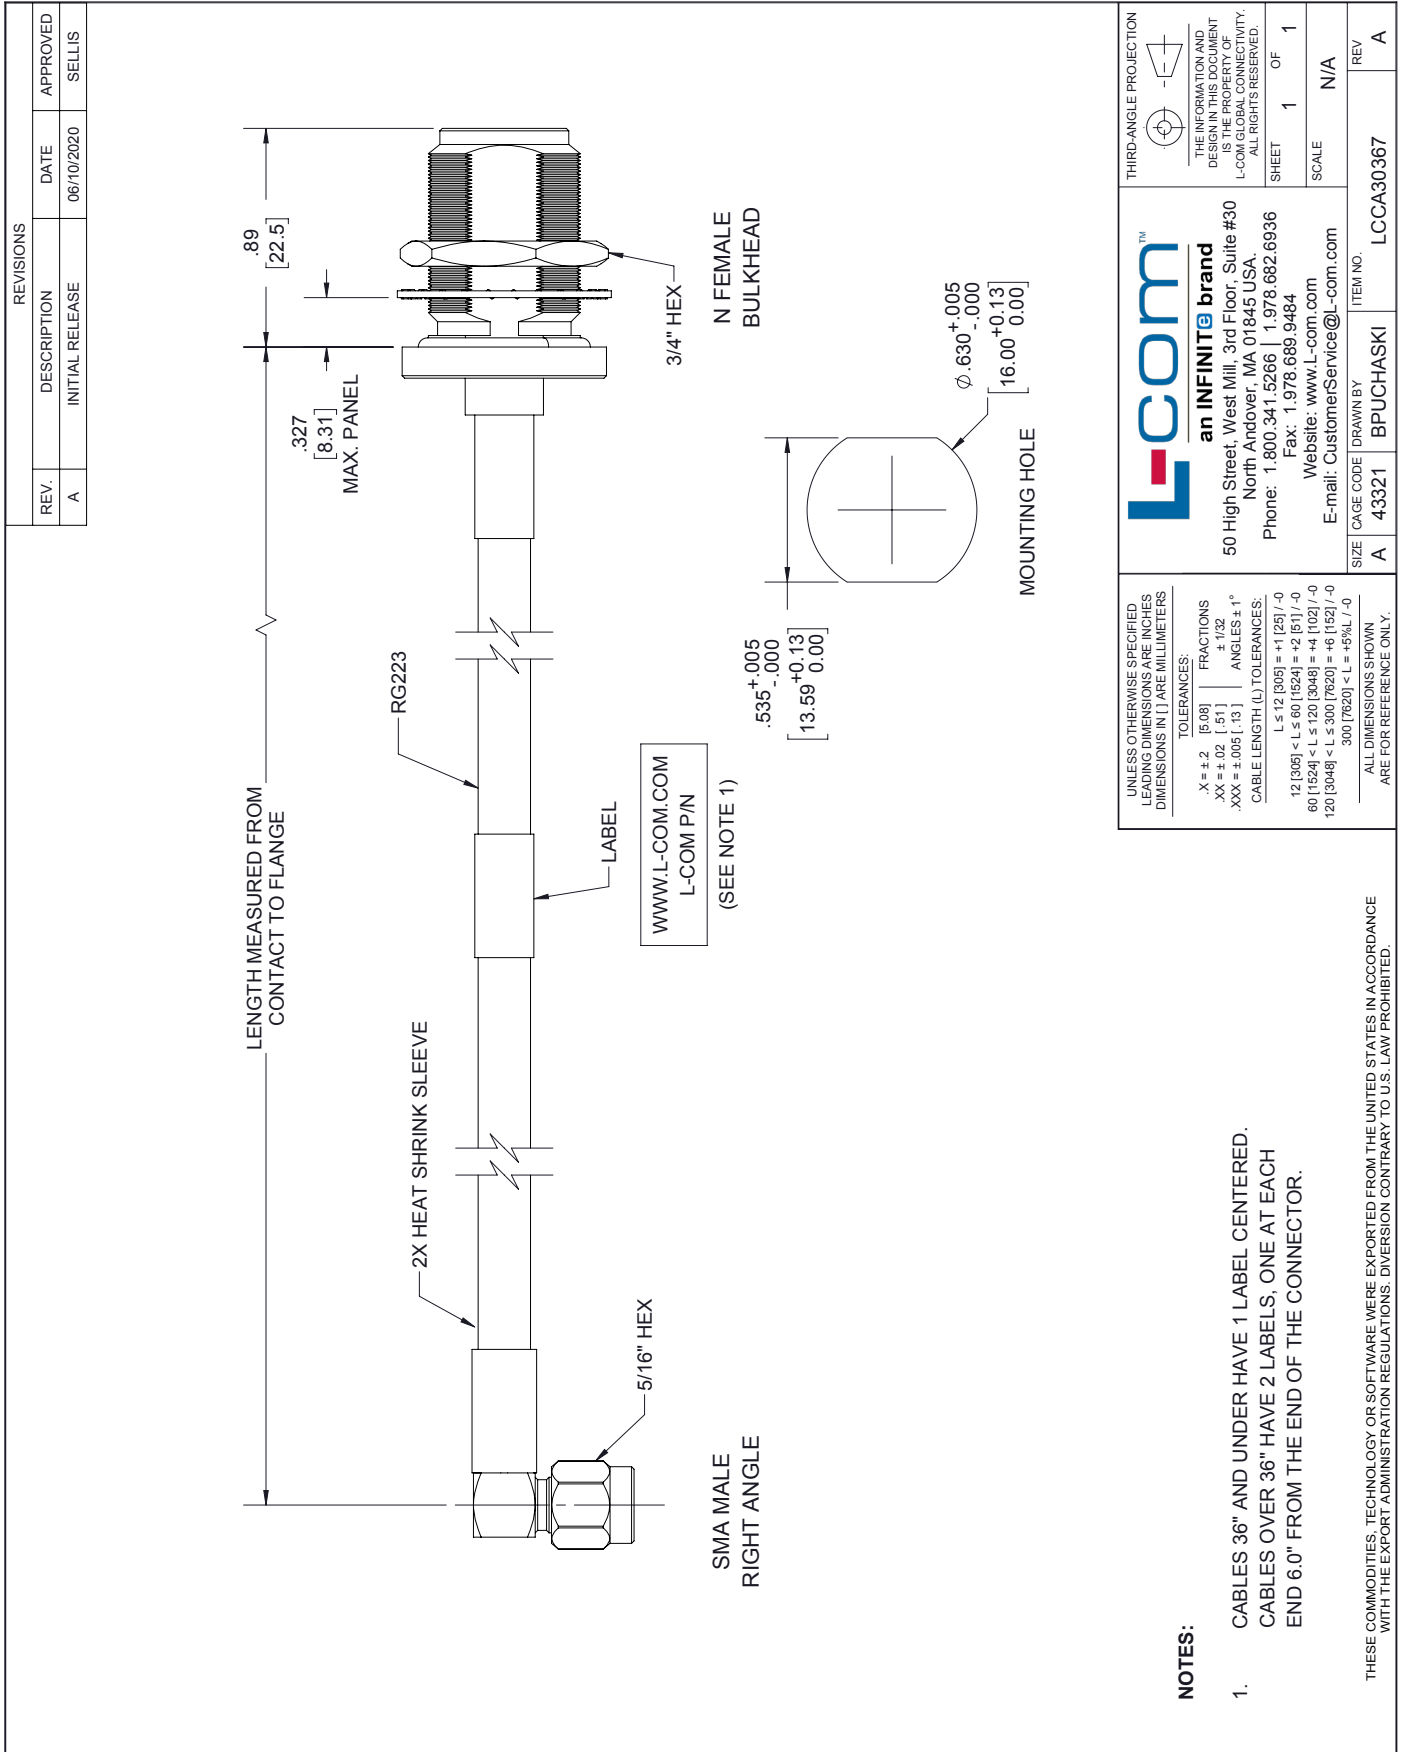 REVISIONS
REV.
DESCRIPTION
DATE
APPROVED
A
INITIAL RELEASE
06/10/2020
SELLIS
LENGTH MEASURED FROM
CONTACT TO FLANGE
.89
[22.5]
.327
[8.31]
MAX. PANEL
2X HEAT SHRINK SLEEVE
RG223
LABEL
WWW.L-COM.COM
L-COM P/N
(SEE NOTE 1)
5/16" HEX
3/4" HEX
SMA MALE
RIGHT ANGLE
N FEMALE
BULKHEAD
.535 +.005
-.000
[13.59 +0.13
0.00]
Ø.630 +.005
-.000
[16.00 +0.13
0.00]
MOUNTING HOLE
NOTES:
1. CABLES 36" AND UNDER HAVE 1 LABEL CENTERED.
CABLES OVER 36" HAVE 2 LABELS, ONE AT EACH
END 6.0" FROM THE END OF THE CONNECTOR.
THESE COMMODITIES, TECHNOLOGY OR SOFTWARE WERE EXPORTED FROM THE UNITED STATES IN ACCORDANCE
WITH THE EXPORT ADMINISTRATION REGULATIONS. DIVERSION CONTRARY TO U.S. LAW PROHIBITED.
UNLESS OTHERWISE SPECIFIED
LEADING DIMENSIONS ARE INCHES
DIMENSIONS IN [ ] ARE MILLIMETERS
TOLERANCES:
.X = ± .2 [5.08] FRACTIONS
.XX = ± .02 [.51] ± 1/32
.XXX = ± .005 [.13] ANGLES ± 1°
CABLE LENGTH (L) TOLERANCES:
L ≤ 12 [305] = +1 [25] / -0
12 [305] < L ≤ 60 [1524] = +2 [51] / -0
60 [1524] < L ≤ 120 [3048] = +4 [102] / -0
120 [3048] < L ≤ 300 [7620] = +6 [152] / -0
300 [7620] < L = +5%L / -0
ALL DIMENSIONS SHOWN
ARE FOR REFERENCE ONLY.
L-com™
an INFINITe brand
50 High Street, West Mill, 3rd Floor, Suite #30
North Andover, MA 01845 USA.
Phone: 1.800.341.5266 | 1.978.682.6936
Fax: 1.978.689.9484
Website: www.L-com.com
E-mail: CustomerService@L-com.com
THIRD-ANGLE PROJECTION
THE INFORMATION AND
DESIGN IN THIS DOCUMENT
IS THE PROPERTY OF
L-COM GLOBAL CONNECTIVITY.
ALL RIGHTS RESERVED.
SHEET
1 OF 1
SCALE
N/A
SIZE
A
CAGE CODE
43321
DRAWN BY
BPUCHASKI
ITEM NO.
LCCA30367
REV
A